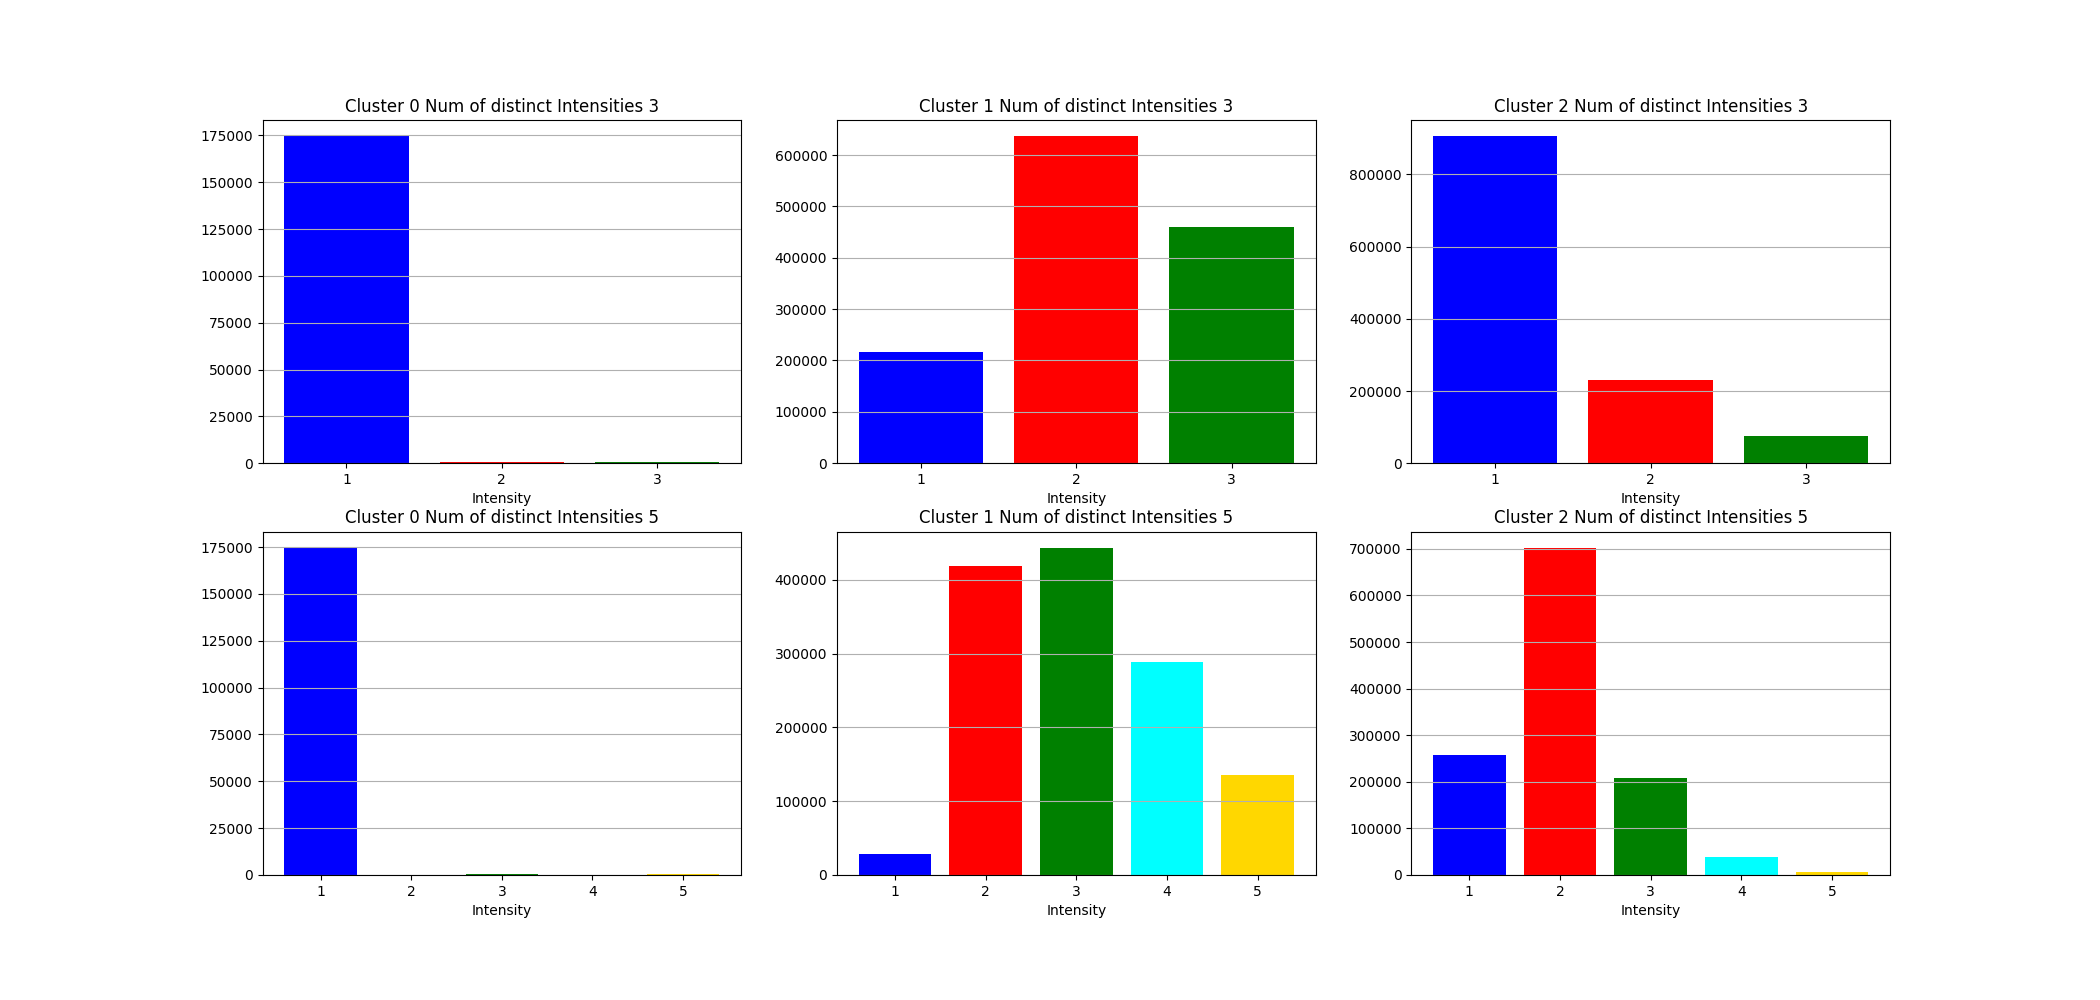 Cluster 0 Num of distinct Intensities 3
175000
150000
125000
100000
75000
50000
25000
0
1 2 3
Intensity
Cluster 1 Num of distinct Intensities 3
600000
500000
400000
300000
200000
100000
0
1 2 3
Intensity
Cluster 2 Num of distinct Intensities 3
800000
600000
400000
200000
0
1 2 3
Intensity
Cluster 0 Num of distinct Intensities 5
175000
150000
125000
100000
75000
50000
25000
0
1 2 3 4 5
Intensity
Cluster 1 Num of distinct Intensities 5
400000
300000
200000
100000
0
1 2 3 4 5
Intensity
Cluster 2 Num of distinct Intensities 5
700000
600000
500000
400000
300000
200000
100000
0
1 2 3 4 5
Intensity